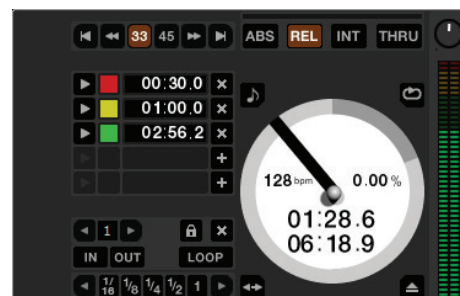 33 45 ABS REL INT THRU
00:30.0
01:00.0
02:56.2
128 bpm 0.00 %
01:28.6
06:18.9
1
IN OUT LOOP
1/16 1/8 1/4 1/2 1